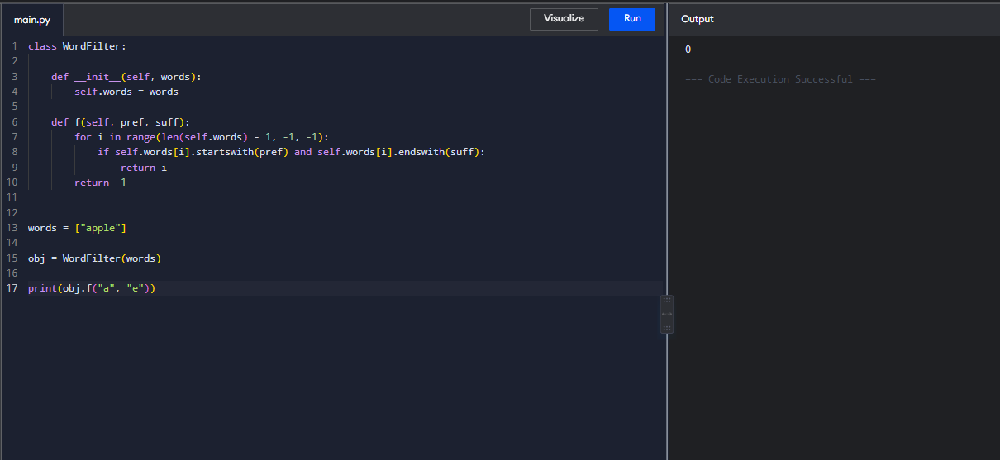 main.py
Visualize
Run
Output
1 class WordFilter:
2
3     def __init__(self, words):
4         self.words = words
5
6     def f(self, pref, suff):
7         for i in range(len(self.words) - 1, -1, -1):
8             if self.words[i].startswith(pref) and self.words[i].endswith(suff):
9                 return i
10         return -1
11
12
13 words = ["apple"]
14
15 obj = WordFilter(words)
16
17 print(obj.f("a", "e"))
0
=== Code Execution Successful ===